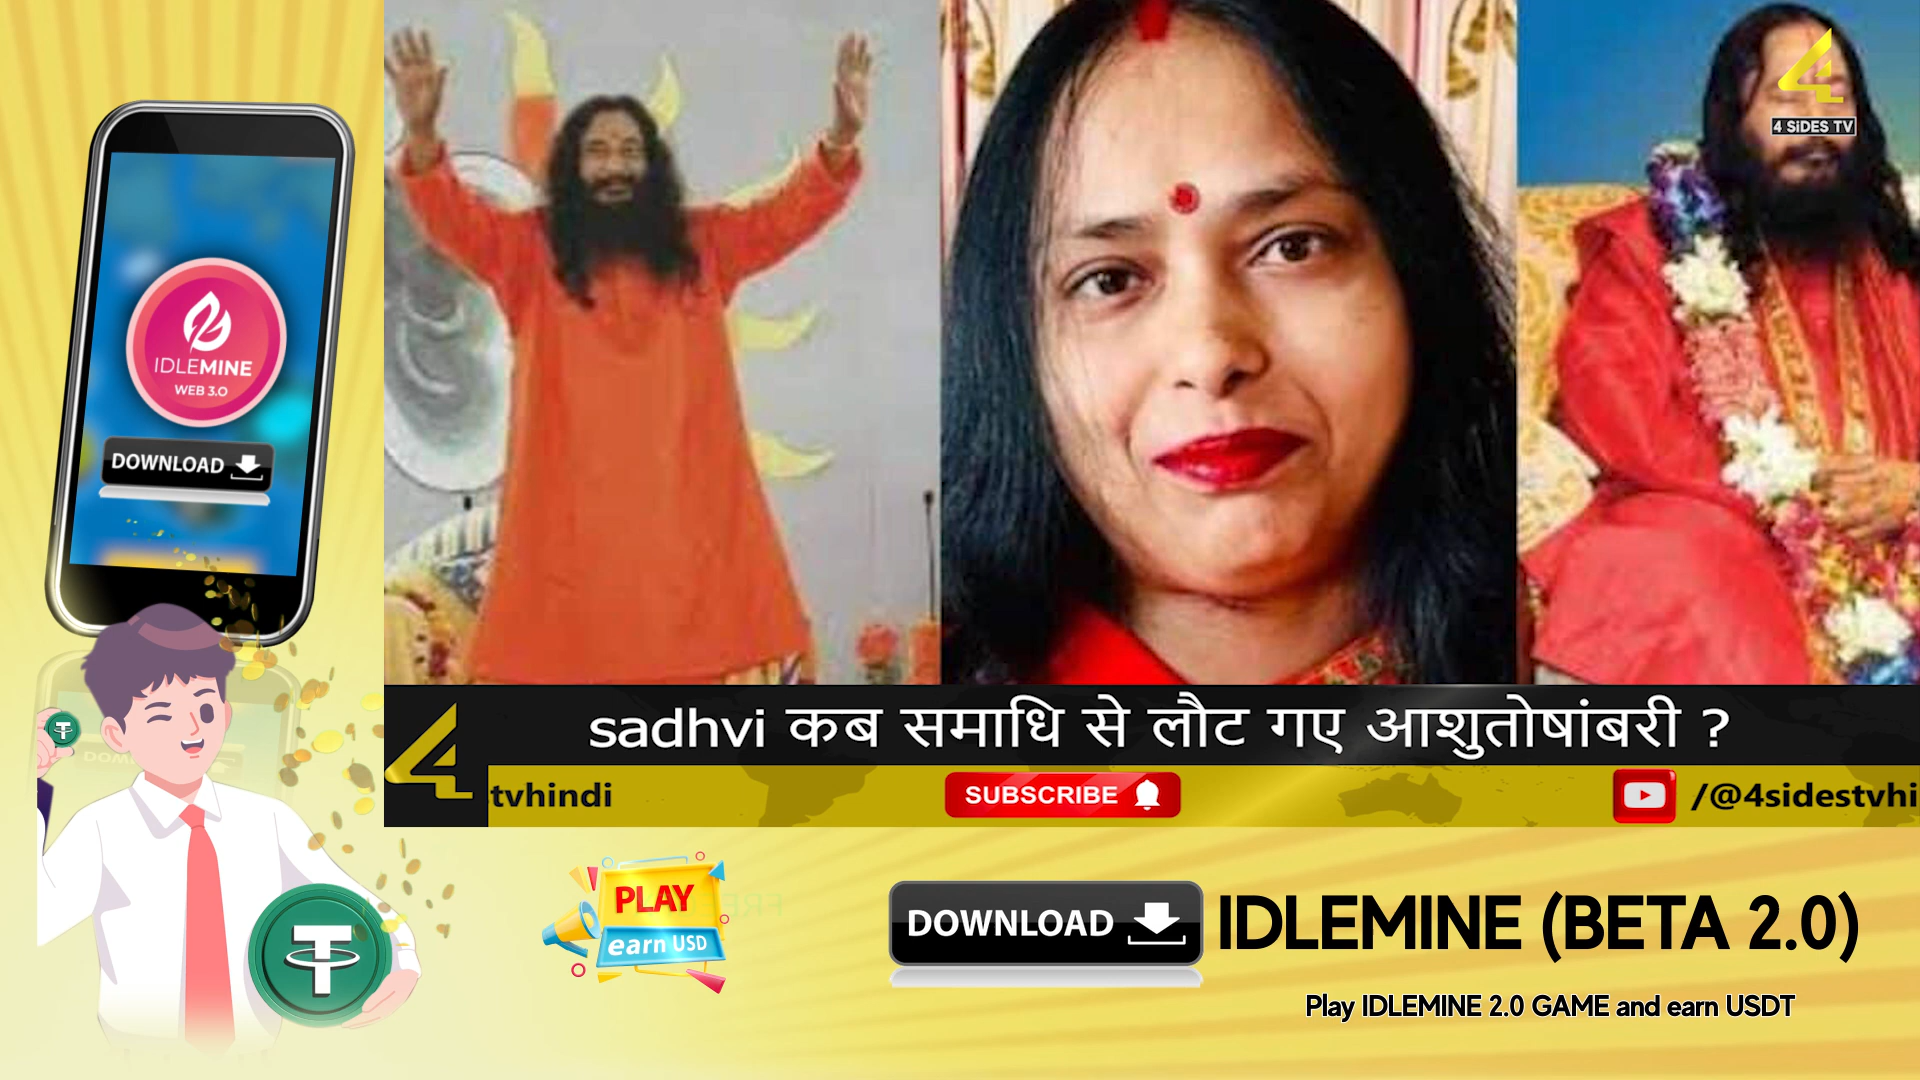 4 SiDES TV
IDLEMINE
WEB 3.0
DOWNLOAD
sadhvi कब समाधि से लौट गए आशुतोषांबरी ?
tvhindi
SUBSCRIBE
/@4sidestvhi
PLAY
earn USD
DOWNLOAD
IDLEMINE (BETA 2.0)
Play IDLEMINE 2.0 GAME and earn USDT